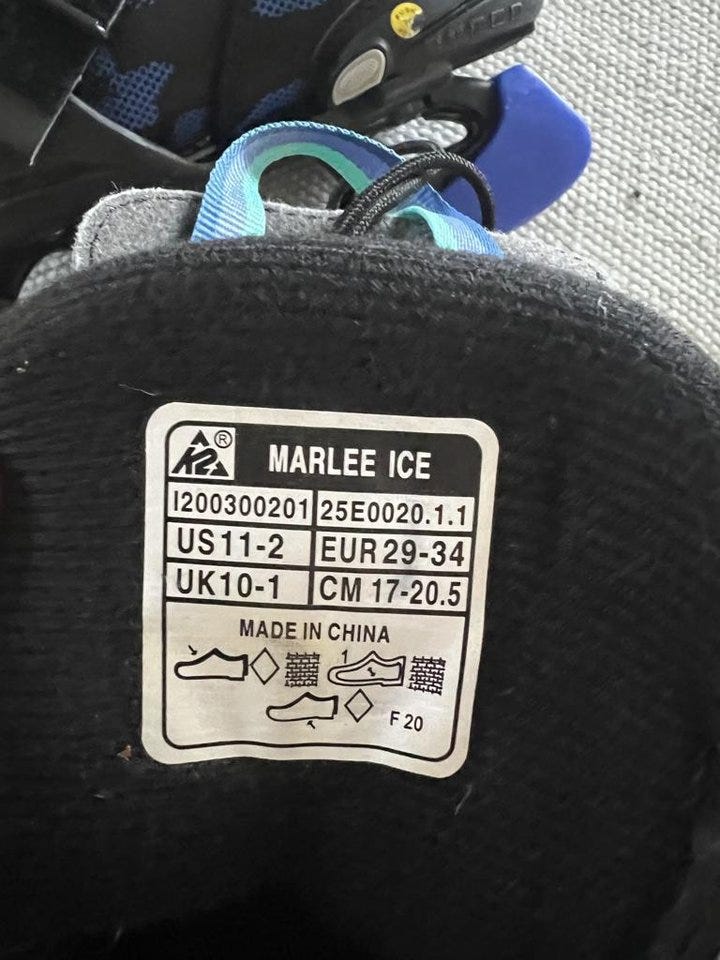 PUSH
K2 ®
MARLEE ICE
I200300201 25E0020.1.1
US11-2 EUR29-34
UK10-1 CM 17-20.5
MADE IN CHINA
1
F 20